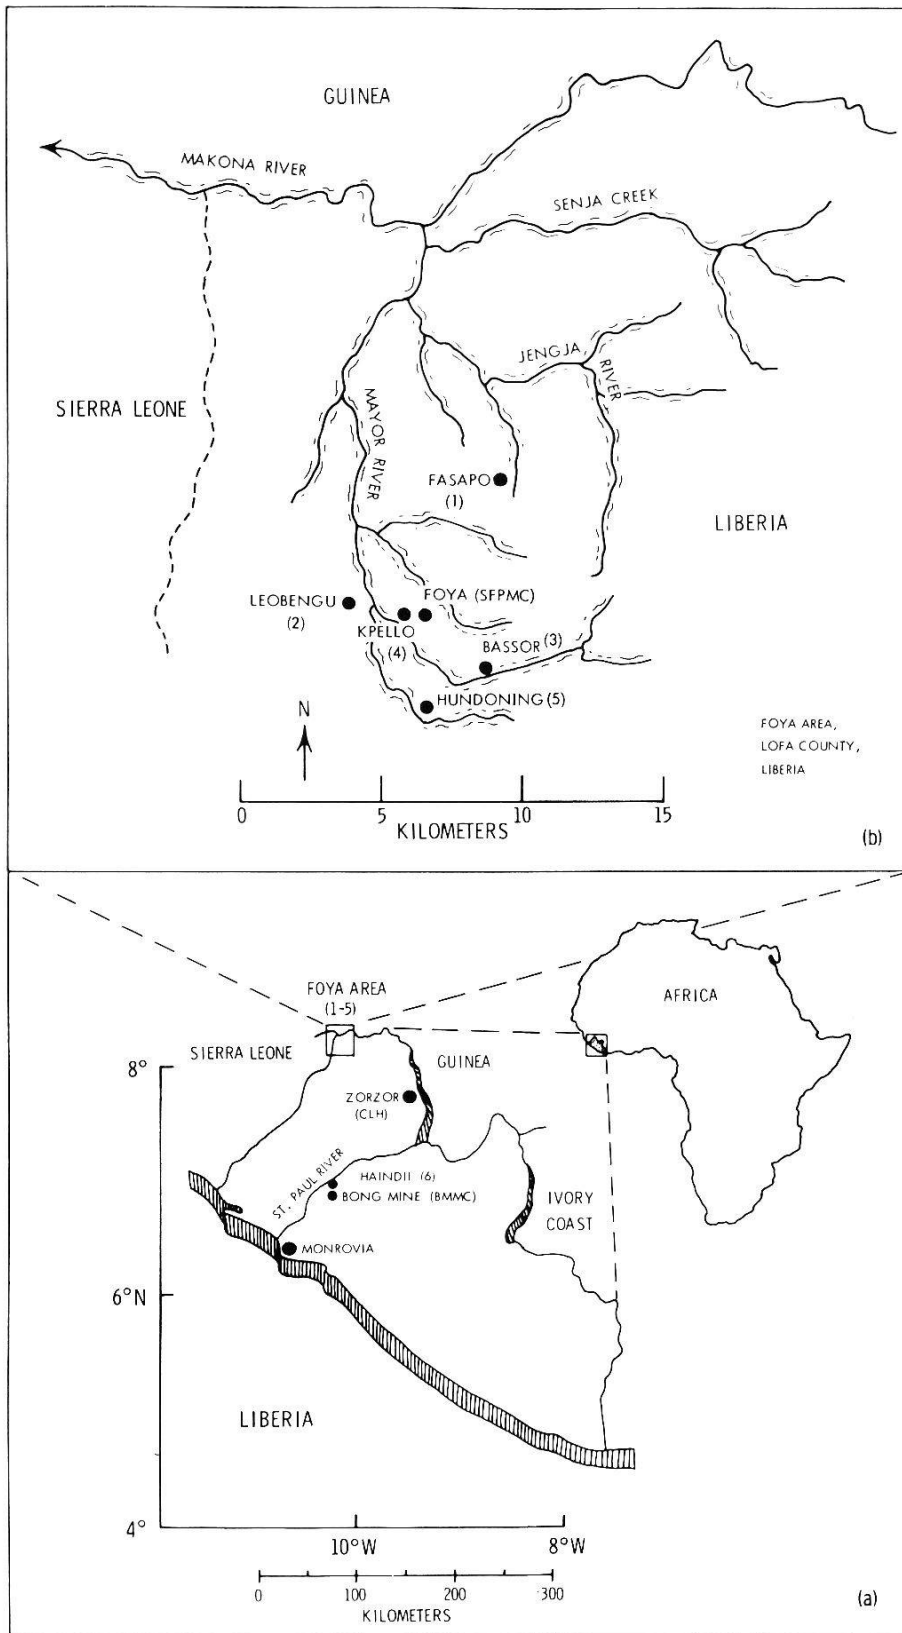 GUINEA
MAKONA RIVER
SENJA CREEK
JENGJA RIVER
MAYOR RIVER
SIERRA LEONE
FASAPO
(1)
LIBERIA
LEOBENGU
(2)
FOYA (SFPMC)
KPELLO
(4)
BASSOR (3)
HUNDONING (5)
N
FOYA AREA,
LOFA COUNTY,
LIBERIA
0 5 10 15
KILOMETERS
(b)
FOYA AREA
(1-5)
AFRICA
SIERRA LEONE
GUINEA
8°
ZORZOR
(CLH)
ST. PAUL RIVER
HAINDII (6)
BONG MINE (BMMC)
IVORY
COAST
MONROVIA
6°N
LIBERIA
4°
10°W 8°W
0 100 200 300
KILOMETERS
(a)